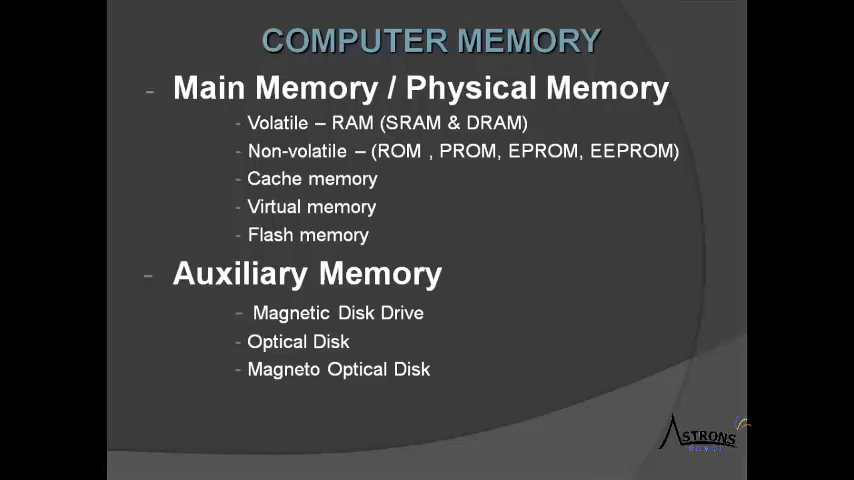 COMPUTER MEMORY
- Main Memory / Physical Memory
- Volatile – RAM (SRAM & DRAM)
- Non-volatile – (ROM , PROM, EPROM, EEPROM)
- Cache memory
- Virtual memory
- Flash memory
- Auxiliary Memory
- Magnetic Disk Drive
- Optical Disk
- Magneto Optical Disk
ASTRONS